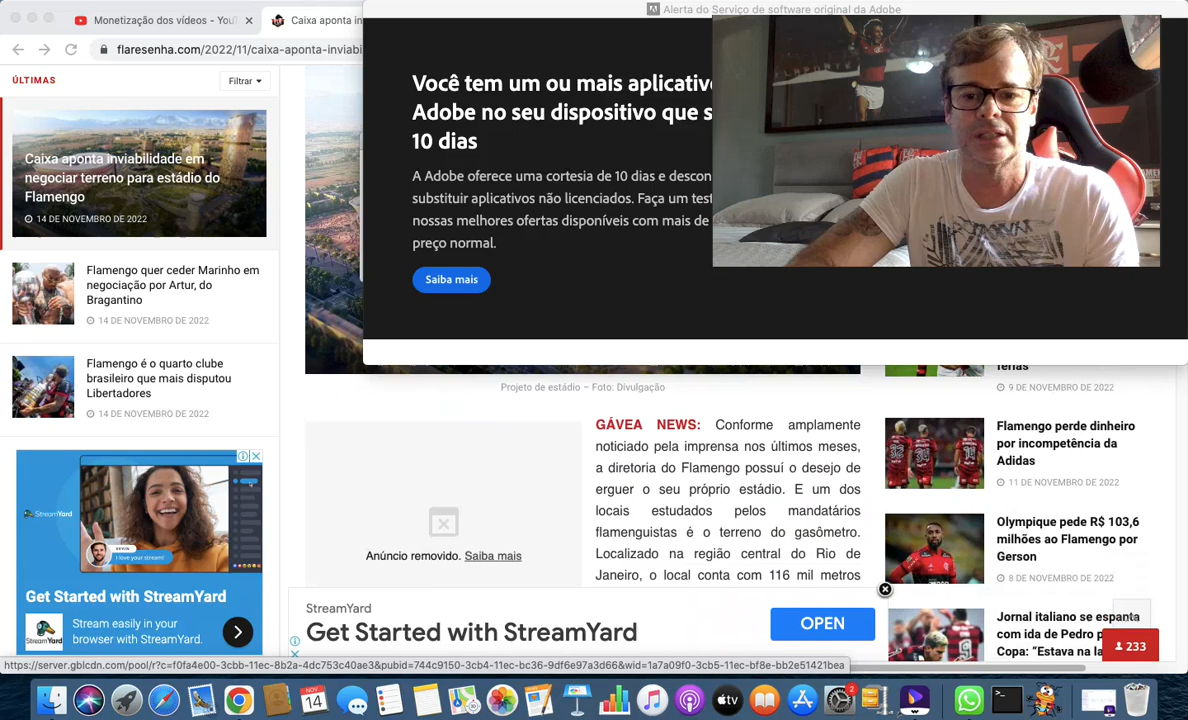 Monetização dos vídeos - You
Caixa aponta in
flaresenha.com/2022/11/caixa-aponta-inviabi
ÚLTIMAS
Filtrar
Caixa aponta inviabilidade em
negociar terreno para estádio do
Flamengo
14 DE NOVEMBRO DE 2022
Flamengo quer ceder Marinho em
negociação por Artur, do
Bragantino
14 DE NOVEMBRO DE 2022
Flamengo é o quarto clube
brasileiro que mais disputou
Libertadores
14 DE NOVEMBRO DE 2022
StreamYard
KEVIN
I love your stream!
Get Started with StreamYard
StreamYard
Stream easily in your
browser with StreamYard.
Alerta do Serviço de software original da Adobe
Você tem um ou mais aplicativo
Adobe no seu dispositivo que s
10 dias
A Adobe oferece uma cortesia de 10 dias e descon
substituir aplicativos não licenciados. Faça um test
nossas melhores ofertas disponíveis com mais de
preço normal.
Saiba mais
Projeto de estádio – Foto: Divulgação
Anúncio removido. Saiba mais
GÁVEA NEWS: Conforme amplamente
noticiado pela imprensa nos últimos meses,
a diretoria do Flamengo possuí o desejo de
erguer o seu próprio estádio. E um dos
locais estudados pelos mandatários
flamenguistas é o terreno do gasômetro.
Localizado na região central do Rio de
Janeiro, o local conta com 116 mil metros
férias
9 DE NOVEMBRO DE 2022
Flamengo perde dinheiro
por incompetência da
Adidas
11 DE NOVEMBRO DE 2022
Olympique pede R$ 103,6
milhões ao Flamengo por
Gerson
8 DE NOVEMBRO DE 2022
Jornal italiano se espanta
com ida de Pedro p
Copa: “Estava na la
233
StreamYard
Get Started with StreamYard
OPEN
https://server.gblcdn.com/pool/r?c=f0fa4e00-3cbb-11ec-8b2a-4dc753c40ae3&pubid=744c9150-3cb4-11ec-bc36-9df6e97a3d66&wid=1a7a09f0-3cb5-11ec-bf8e-bb2e51421bea
NOV
14
tv
2